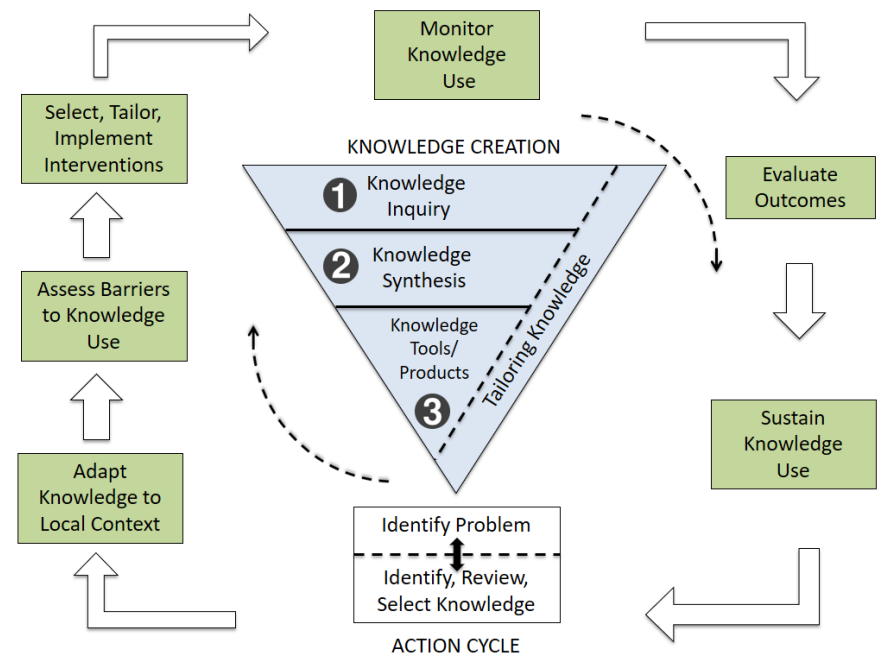 Monitor
Knowledge
Use
Select, Tailor,
Implement
Interventions
KNOWLEDGE CREATION
Evaluate
Outcomes
1
Knowledge
Inquiry
2
Knowledge
Synthesis
Tailoring Knowledge
Assess Barriers
to Knowledge
Use
Knowledge
Tools/
Products
3
Sustain
Knowledge
Use
Adapt
Knowledge to
Local Context
Identify Problem
Identify, Review,
Select Knowledge
ACTION CYCLE